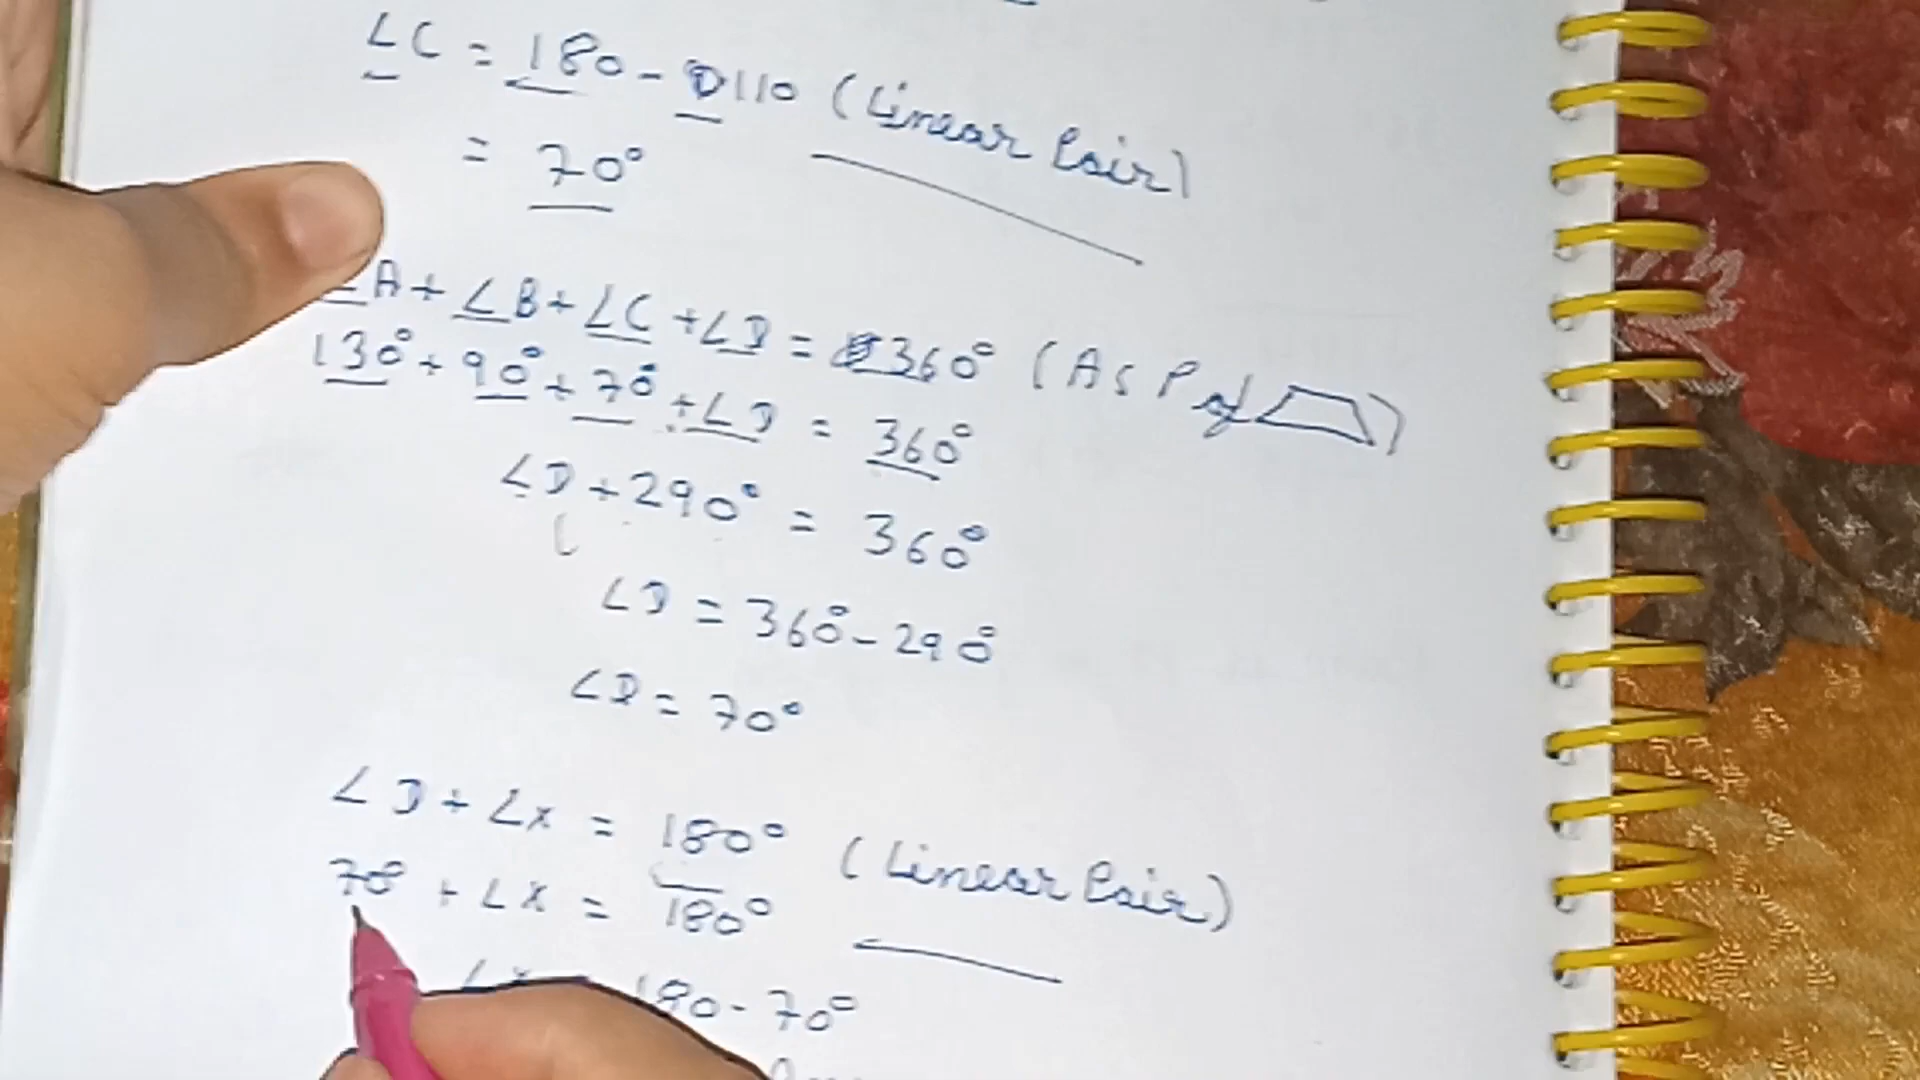 ∠C = 180 - 110 (Linear Pair)
= 70°
∠A + ∠B + ∠C + ∠D = 360° (ASP of
130° + 90° + 70° + ∠D = 360°
∠D + 290° = 360°
∠D = 360° - 290°
∠D = 70°
∠D + ∠x = 180° (Linear Pair)
70° + ∠x = 180°
∠x = 180 - 70°